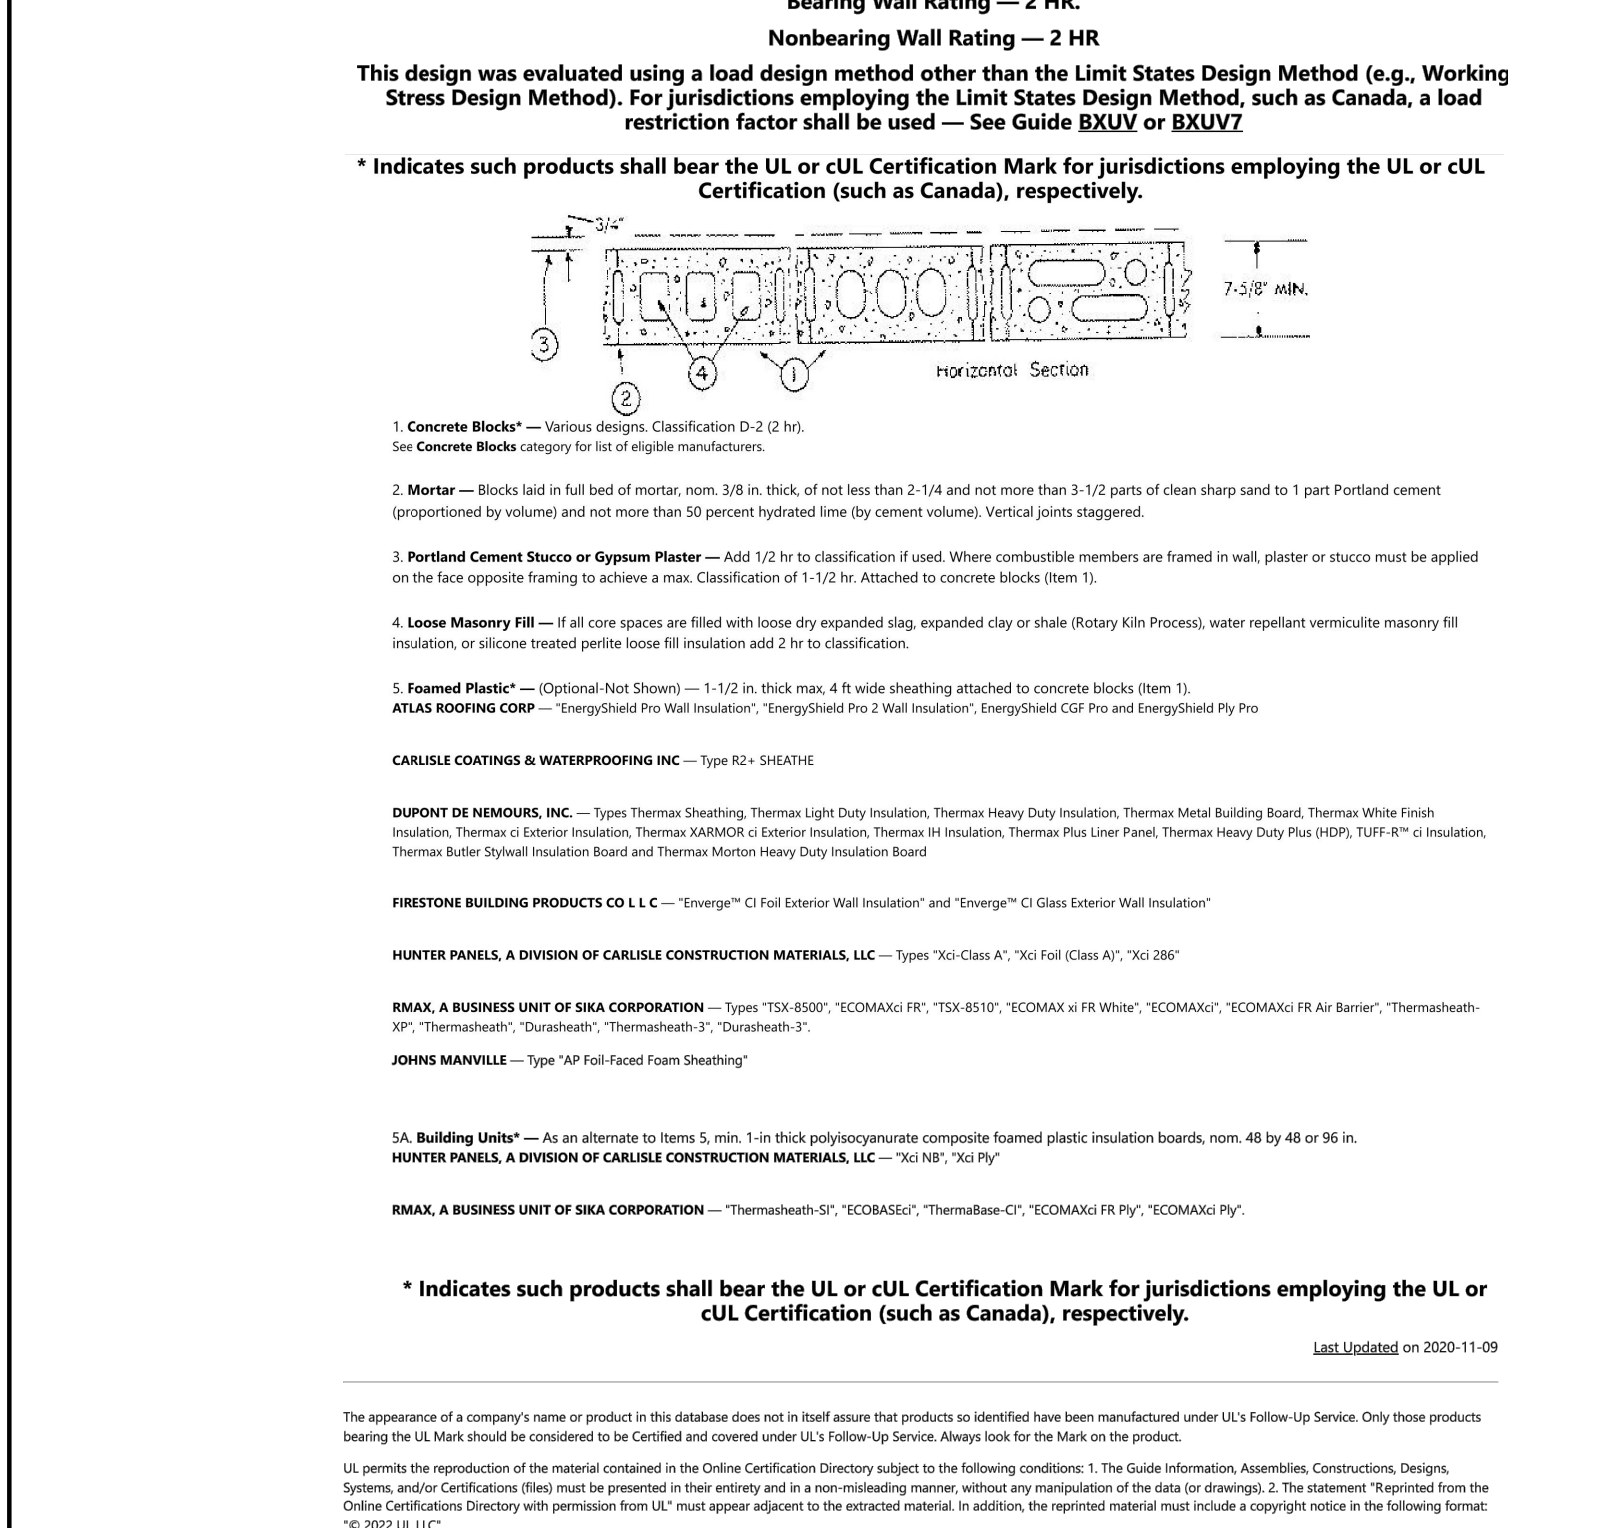 Bearing Wall Rating — 2 HR.
Nonbearing Wall Rating — 2 HR
This design was evaluated using a load design method other than the Limit States Design Method (e.g., Working
Stress Design Method). For jurisdictions employing the Limit States Design Method, such as Canada, a load
restriction factor shall be used — See Guide BXUV or BXUV7
* Indicates such products shall bear the UL or cUL Certification Mark for jurisdictions employing the UL or cUL
Certification (such as Canada), respectively.
3/4"
7-5/8" MIN.
3
4
1
Horizontal Section
2
1. Concrete Blocks* — Various designs. Classification D-2 (2 hr).
See Concrete Blocks category for list of eligible manufacturers.
2. Mortar — Blocks laid in full bed of mortar, nom. 3/8 in. thick, of not less than 2-1/4 and not more than 3-1/2 parts of clean sharp sand to 1 part Portland cement
(proportioned by volume) and not more than 50 percent hydrated lime (by cement volume). Vertical joints staggered.
3. Portland Cement Stucco or Gypsum Plaster — Add 1/2 hr to classification if used. Where combustible members are framed in wall, plaster or stucco must be applied
on the face opposite framing to achieve a max. Classification of 1-1/2 hr. Attached to concrete blocks (Item 1).
4. Loose Masonry Fill — If all core spaces are filled with loose dry expanded slag, expanded clay or shale (Rotary Kiln Process), water repellant vermiculite masonry fill
insulation, or silicone treated perlite loose fill insulation add 2 hr to classification.
5. Foamed Plastic* — (Optional-Not Shown) — 1-1/2 in. thick max, 4 ft wide sheathing attached to concrete blocks (Item 1).
ATLAS ROOFING CORP — "EnergyShield Pro Wall Insulation", "EnergyShield Pro 2 Wall Insulation", EnergyShield CGF Pro and EnergyShield Ply Pro
CARLISLE COATINGS & WATERPROOFING INC — Type R2+ SHEATHE
DUPONT DE NEMOURS, INC. — Types Thermax Sheathing, Thermax Light Duty Insulation, Thermax Heavy Duty Insulation, Thermax Metal Building Board, Thermax White Finish
Insulation, Thermax ci Exterior Insulation, Thermax XARMOR ci Exterior Insulation, Thermax IH Insulation, Thermax Plus Liner Panel, Thermax Heavy Duty Plus (HDP), TUFF-R™ ci Insulation,
Thermax Butler Stylwall Insulation Board and Thermax Morton Heavy Duty Insulation Board
FIRESTONE BUILDING PRODUCTS CO L L C — "Enverge™ CI Foil Exterior Wall Insulation" and "Enverge™ CI Glass Exterior Wall Insulation"
HUNTER PANELS, A DIVISION OF CARLISLE CONSTRUCTION MATERIALS, LLC — Types "Xci-Class A", "Xci Foil (Class A)", "Xci 286"
RMAX, A BUSINESS UNIT OF SIKA CORPORATION — Types "TSX-8500", "ECOMAXci FR", "TSX-8510", "ECOMAX xi FR White", "ECOMAXci", "ECOMAXci FR Air Barrier", "Thermasheath-
XP", "Thermasheath", "Durasheath", "Thermasheath-3", "Durasheath-3".
JOHNS MANVILLE — Type "AP Foil-Faced Foam Sheathing"
5A. Building Units* — As an alternate to Items 5, min. 1-in thick polyisocyanurate composite foamed plastic insulation boards, nom. 48 by 48 or 96 in.
HUNTER PANELS, A DIVISION OF CARLISLE CONSTRUCTION MATERIALS, LLC — "Xci NB", "Xci Ply"
RMAX, A BUSINESS UNIT OF SIKA CORPORATION — "Thermasheath-SI", "ECOBASEci", "ThermaBase-CI", "ECOMAXci FR Ply", "ECOMAXci Ply".
* Indicates such products shall bear the UL or cUL Certification Mark for jurisdictions employing the UL or
cUL Certification (such as Canada), respectively.
Last Updated on 2020-11-09
The appearance of a company's name or product in this database does not in itself assure that products so identified have been manufactured under UL's Follow-Up Service. Only those products
bearing the UL Mark should be considered to be Certified and covered under UL's Follow-Up Service. Always look for the Mark on the product.
UL permits the reproduction of the material contained in the Online Certification Directory subject to the following conditions: 1. The Guide Information, Assemblies, Constructions, Designs,
Systems, and/or Certifications (files) must be presented in their entirety and in a non-misleading manner, without any manipulation of the data (or drawings). 2. The statement "Reprinted from the
Online Certifications Directory with permission from UL" must appear adjacent to the extracted material. In addition, the reprinted material must include a copyright notice in the following format:
"© 2022 UL LLC"